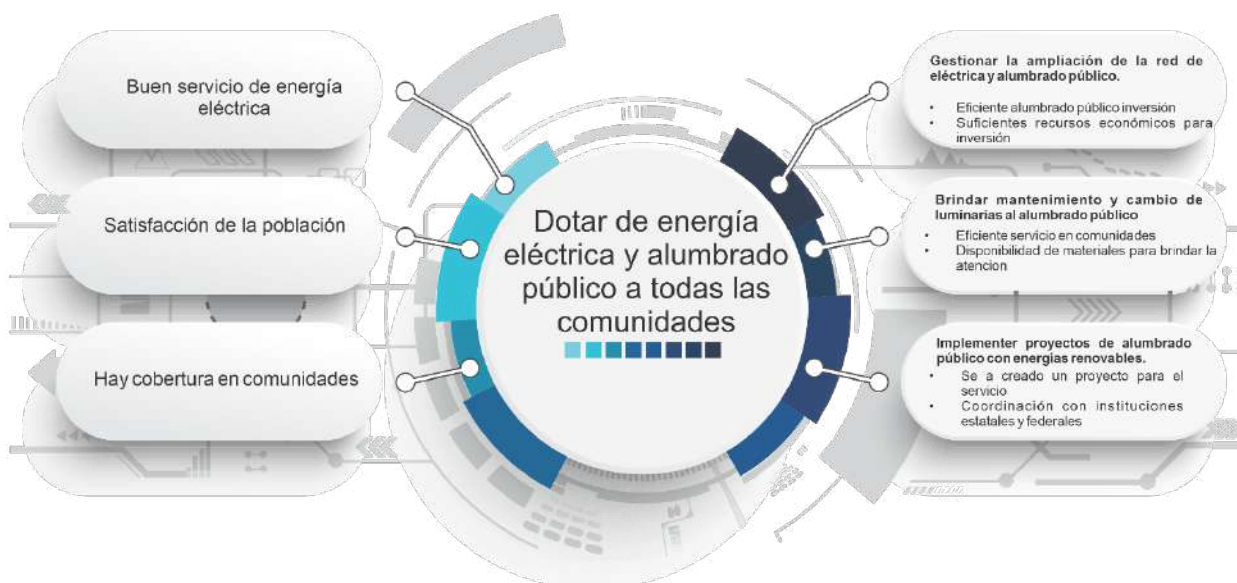 Buen servicio de energía
eléctrica
Satisfacción de la población
Hay cobertura en comunidades
Dotar de energía
eléctrica y alumbrado
público a todas las
comunidades
Gestionar la ampliación de la red de
eléctrica y alumbrado público.
• Eficiente alumbrado público inversión
• Suficientes recursos económicos para
inversión
Brindar mantenimiento y cambio de
luminarias al alumbrado público
• Eficiente servicio en comunidades
• Disponibilidad de materiales para brindar la
atencion
Implementer proyectos de alumbrado
público con energías renovables.
• Se a creado un proyecto para el
servicio
• Coordinación con instituciones
estatales y federales